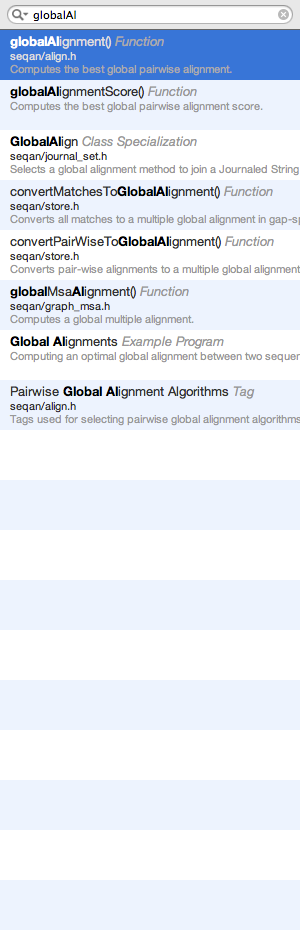 globalAl
globalAlignment() Function
seqan/align.h
Computes the best global pairwise alignment.
globalAlignmentScore() Function
Computes the best global pairwise alignment score.
GlobalAlign Class Specialization
seqan/journal_set.h
Selects a global alignment method to join a Journaled String
convertMatchesToGlobalAlignment() Function
seqan/store.h
Converts all matches to a multiple global alignment in gap-sp
convertPairWiseToGlobalAlignment() Function
seqan/store.h
Converts pair-wise alignments to a multiple global alignment
globalMsaAlignment() Function
seqan/graph_msa.h
Computes a global multiple alignment.
Global Alignments Example Program
Computing an optimal global alignment between two sequen
Pairwise Global Alignment Algorithms Tag
seqan/align.h
Tags used for selecting pairwise global alignment algorithms